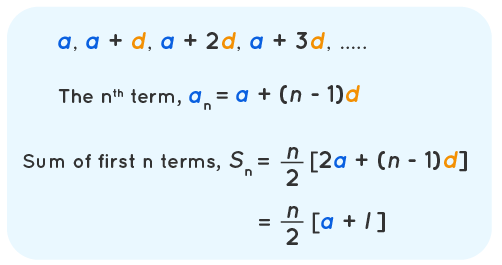 a, a + d, a + 2d, a + 3d, .....
The nᵗʰ term, aₙ = a + (n - 1)d
Sum of first n terms, Sₙ = n/2 [2a + (n - 1)d]
= n/2 [a + l]